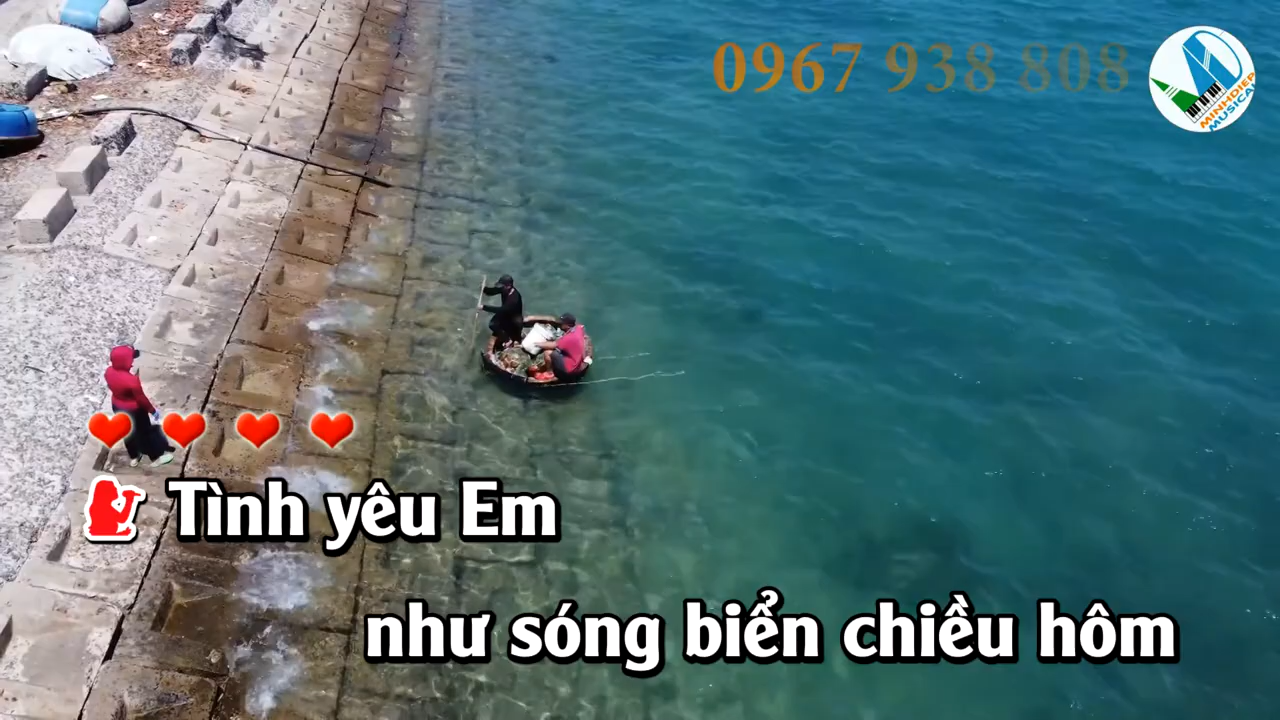 0967 938 808
MINHDIEP
MUSICAL
Tình yêu Em
như sóng biển chiều hôm